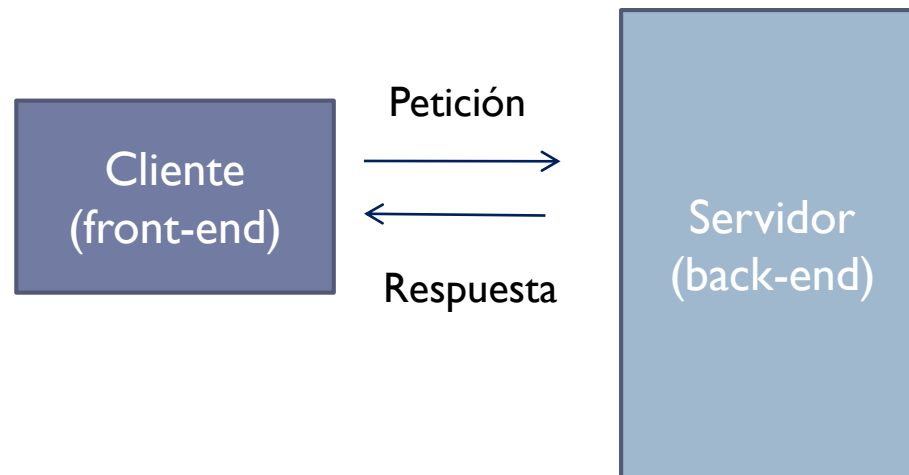 Petición
Cliente
(front-end)
Servidor
(back-end)
Respuesta